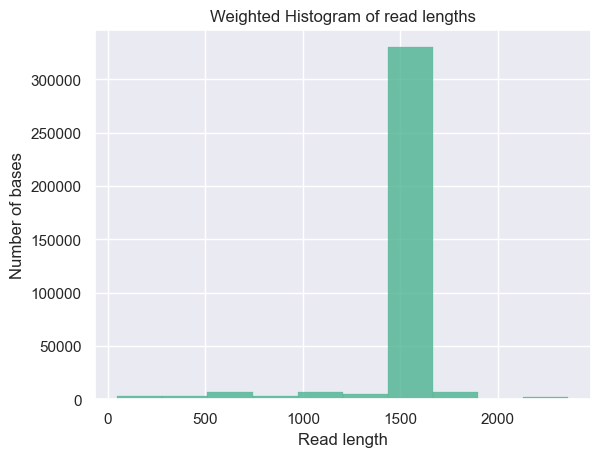 Weighted Histogram of read lengths
300000
250000
200000
150000
100000
50000
0
Number of bases
0 500 1000 1500 2000
Read length